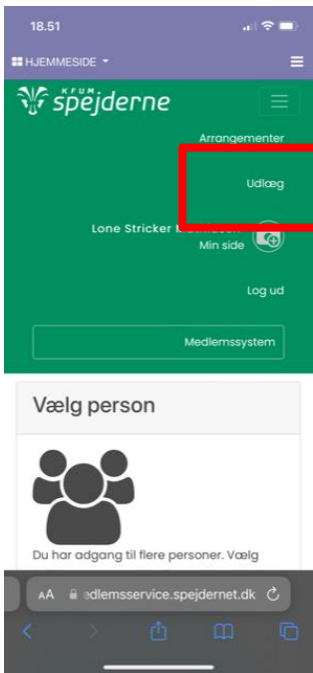 18.51
HJEMMESIDE
KFUM
spejderne
Arrangementer
Udlæg
Lone Stricker
Min side
Log ud
Medlemssystem
Vælg person
Du har adgang til flere personer. Vælg
AA edlemsservice.spejdernet.dk